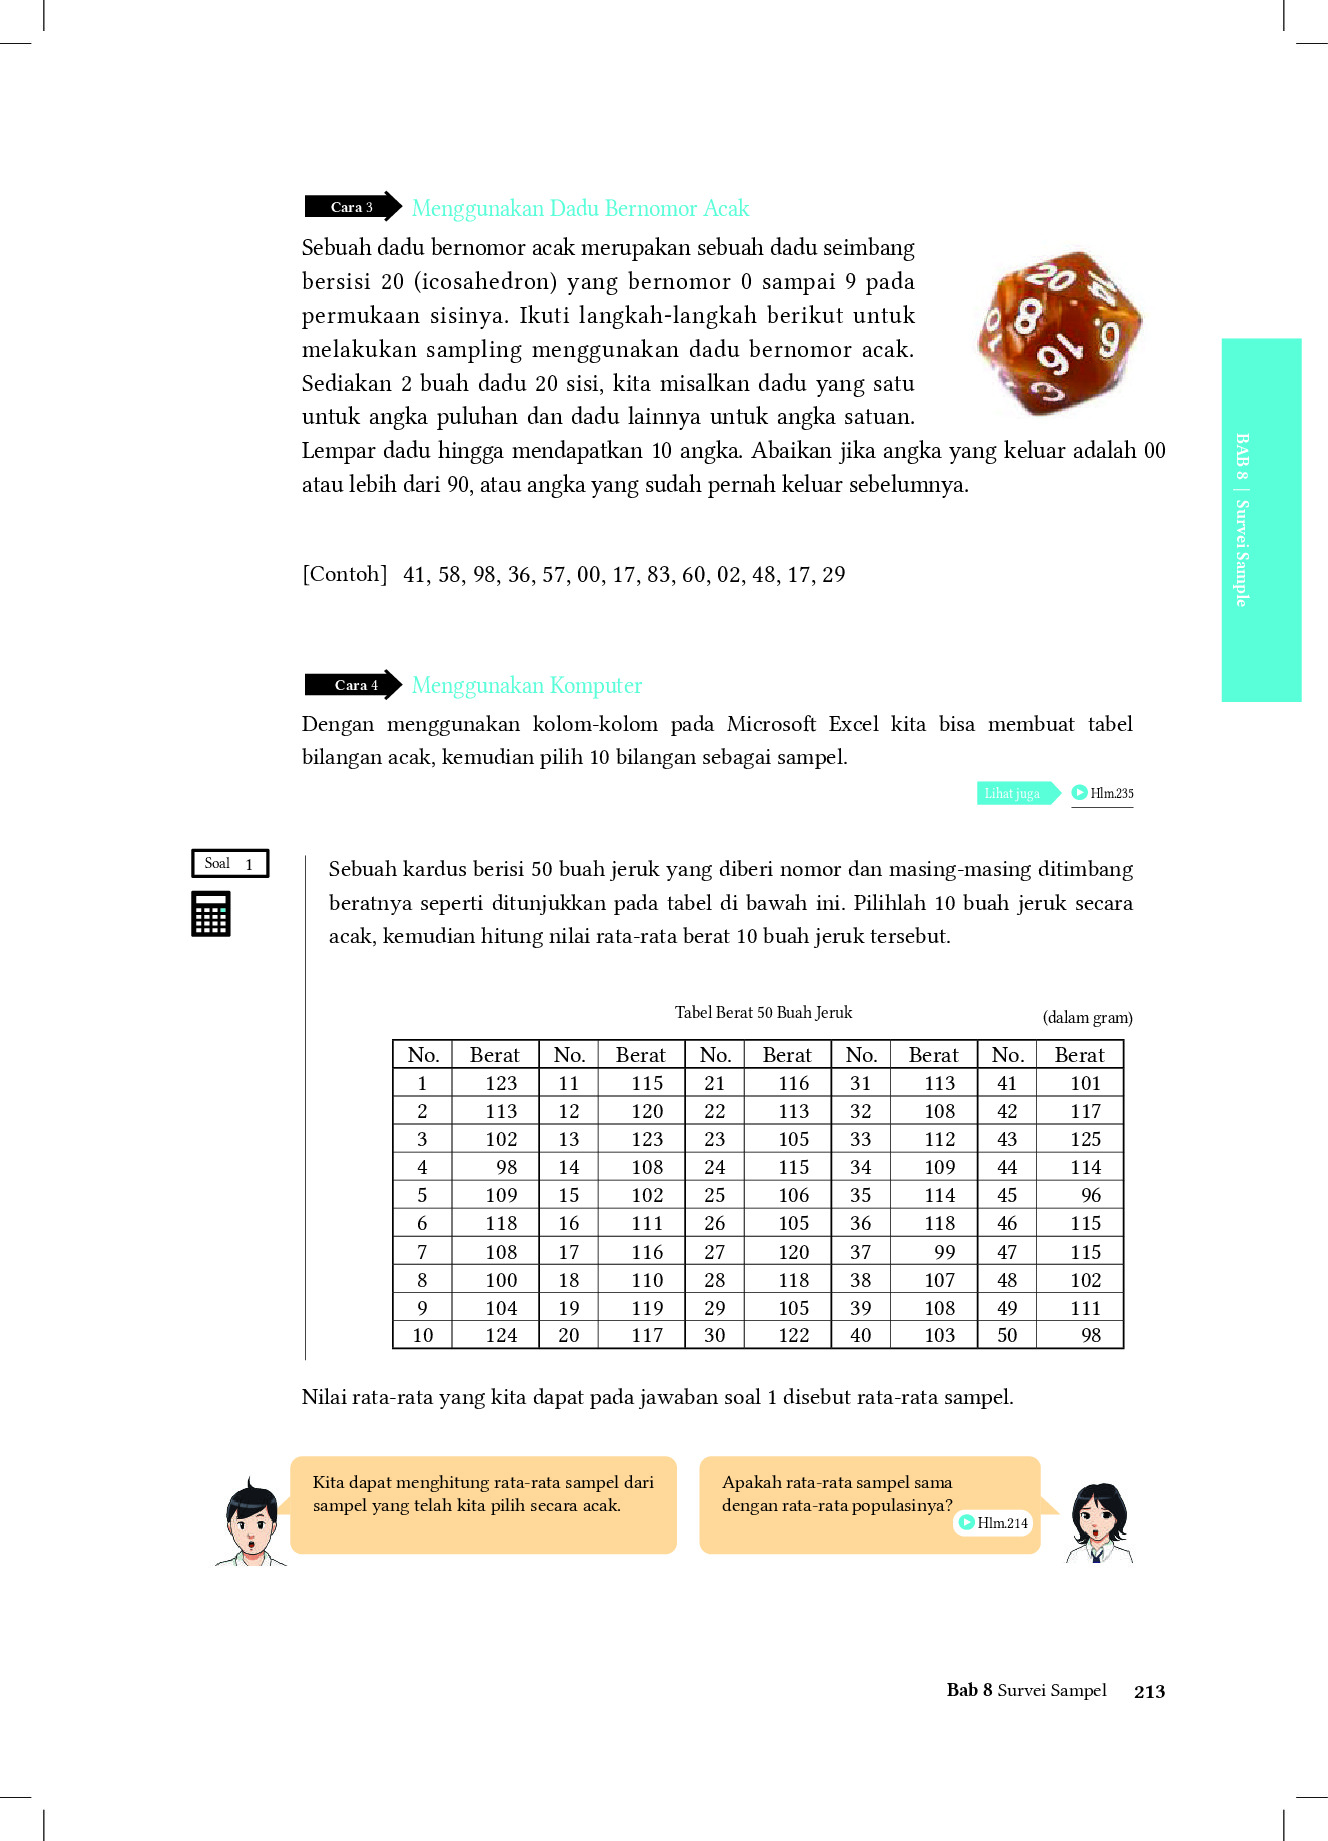 Cara 3 Menggunakan Dadu Bernomor Acak
Sebuah dadu bernomor acak merupakan sebuah dadu seimbang
bersisi 20 (icosahedron) yang bernomor 0 sampai 9 pada
permukaan sisinya. Ikuti langkah-langkah berikut untuk
melakukan sampling menggunakan dadu bernomor acak.
Sediakan 2 buah dadu 20 sisi, kita misalkan dadu yang satu
untuk angka puluhan dan dadu lainnya untuk angka satuan.
Lempar dadu hingga mendapatkan 10 angka. Abaikan jika angka yang keluar adalah 00
atau lebih dari 90, atau angka yang sudah pernah keluar sebelumnya.
20
8
16
6.
[Contoh] 41, 58, 98, 36, 57, 00, 17, 83, 60, 02, 48, 17, 29
BAB 8 | Survei Sample
Cara 4 Menggunakan Komputer
Dengan menggunakan kolom-kolom pada Microsoft Excel kita bisa membuat tabel
bilangan acak, kemudian pilih 10 bilangan sebagai sampel.
Lihat juga Hlm.235
Soal 1
Sebuah kardus berisi 50 buah jeruk yang diberi nomor dan masing-masing ditimbang
beratnya seperti ditunjukkan pada tabel di bawah ini. Pilihlah 10 buah jeruk secara
acak, kemudian hitung nilai rata-rata berat 10 buah jeruk tersebut.
Tabel Berat 50 Buah Jeruk (dalam gram)
No. Berat No. Berat No. Berat No. Berat No. Berat
1 123 11 115 21 116 31 113 41 101
2 113 12 120 22 113 32 108 42 117
3 102 13 123 23 105 33 112 43 125
4 98 14 108 24 115 34 109 44 114
5 109 15 102 25 106 35 114 45 96
6 118 16 111 26 105 36 118 46 115
7 108 17 116 27 120 37 99 47 115
8 100 18 110 28 118 38 107 48 102
9 104 19 119 29 105 39 108 49 111
10 124 20 117 30 122 40 103 50 98
Nilai rata-rata yang kita dapat pada jawaban soal 1 disebut rata-rata sampel.
Kita dapat menghitung rata-rata sampel dari
sampel yang telah kita pilih secara acak.
Apakah rata-rata sampel sama
dengan rata-rata populasinya?
Hlm.214
Bab 8 Survei Sampel 213